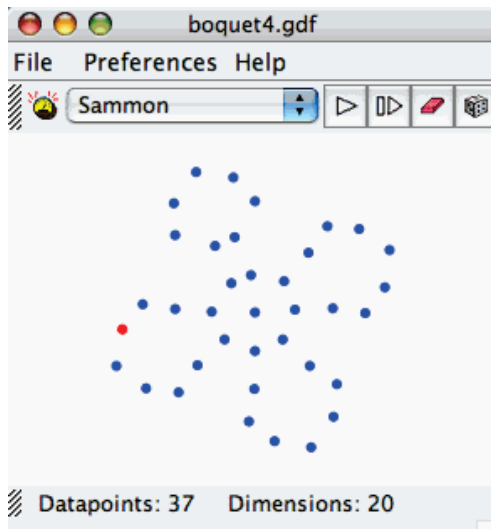 boquet4.gdf
File Preferences Help
Sammon
Datapoints: 37 Dimensions: 20